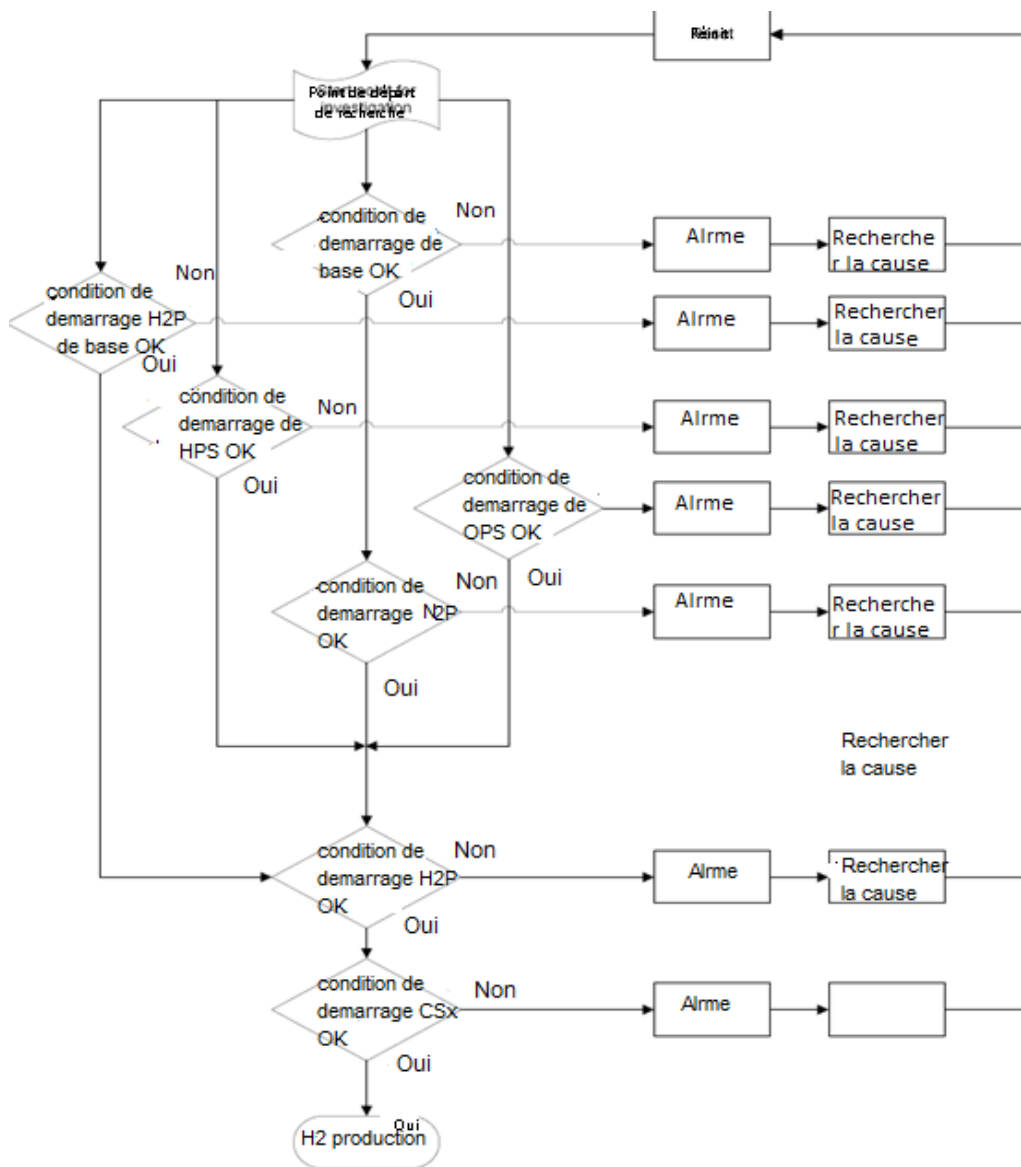 Point de départ
de recherche
investigation
condition de
demarrage de
base OK
Non
Oui
Alrme
Recherche
r la cause
condition de
demarrage H2P
de base OK
Non
Oui
Alrme
Rechercher
la cause
condition de
demarrage de
HPS OK
Non
Oui
Alrme
Rechercher
la cause
condition de
demarrage de
OPS OK
Oui
Alrme
Rechercher
la cause
condition de
demarrage N2P
OK
Non
Oui
Alrme
Recherche
r la cause
Rechercher
la cause
condition de
demarrage H2P
OK
Non
Oui
Alrme
Rechercher
la cause
condition de
demarrage CSx
OK
Non
Oui
Alrme
Oui
H2 production